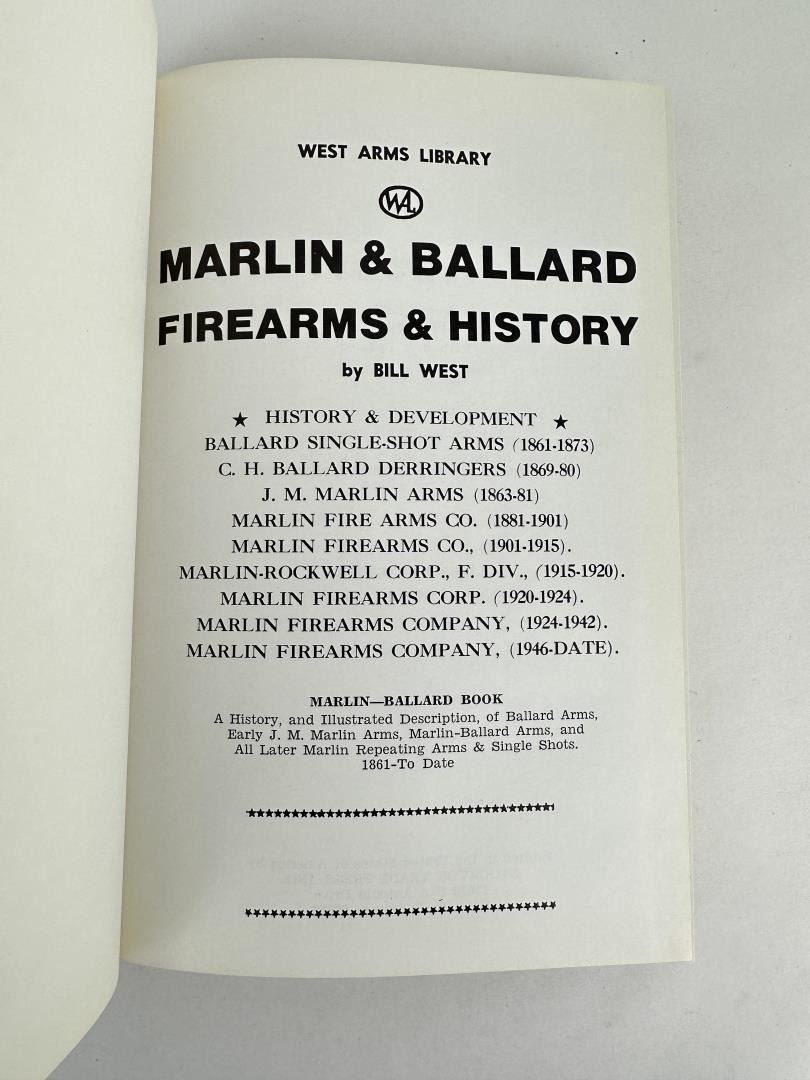 WEST ARMS LIBRARY
WAL
MARLIN & BALLARD
FIREARMS & HISTORY
by BILL WEST
★ HISTORY & DEVELOPMENT ★
BALLARD SINGLE-SHOT ARMS (1861-1873)
C. H. BALLARD DERRINGERS (1869-80)
J. M. MARLIN ARMS (1863-81)
MARLIN FIRE ARMS CO. (1881-1901)
MARLIN FIREARMS CO., (1901-1915).
MARLIN-ROCKWELL CORP., F. DIV., (1915-1920).
MARLIN FIREARMS CORP. (1920-1924).
MARLIN FIREARMS COMPANY, (1924-1942).
MARLIN FIREARMS COMPANY, (1946-DATE).
MARLIN—BALLARD BOOK
A History, and Illustrated Description, of Ballard Arms,
Early J. M. Marlin Arms, Marlin-Ballard Arms, and
All Later Marlin Repeating Arms & Single Shots.
1861-To Date